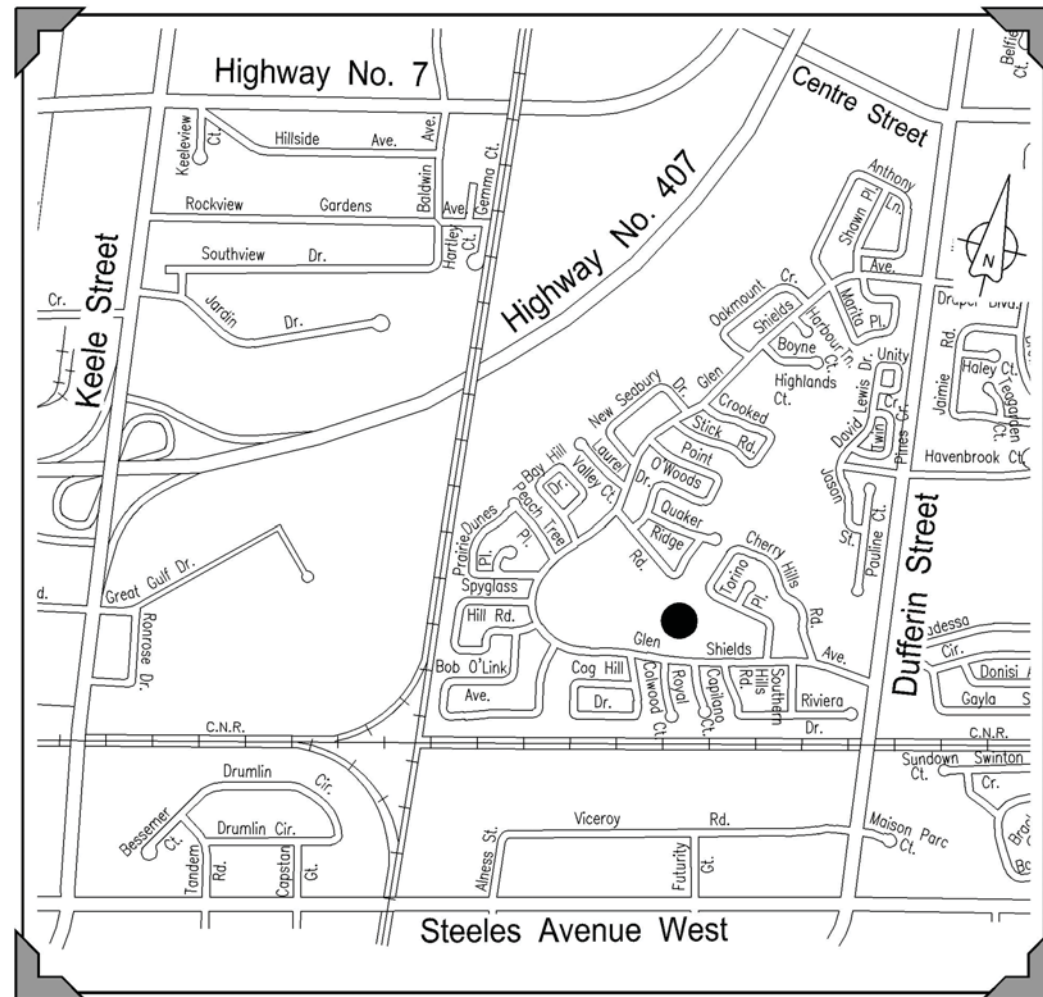 Highway No. 7
Centre Street
Belfie
Ct.
Keeleview
Ct.
Hillside Ave.
Baldwin Ave.
Gemma Ct.
Rockview Gardens Ave.
Hartley
Ct.
Southview Dr.
Jardin Dr.
Cr.
Keele Street
Highway No. 407
Anthony
Ln.
Shawn Pl.
Ave.
N
Draper Blvd.
Marita
Pl.
Oakmount Cr.
Shields
Harbour Tn.
Boyne
Ct.
Highlands
Ct.
Glen
New Seabury Dr.
Crooked
Stick Rd.
Unity
Cr.
David Lewis Dr.
Twin
Pines Cr.
Jaimie Rd.
Haley Ct.
Teagarden
Ct.
Havenbrook Ct.
Jason
St.
Pauline Ct.
Laurel
Valley Ct.
Bay Hill
Dr.
Peach Tree
Pl.
Prairie Dunes
Pl.
Dr.
Point
O'Woods
Rd.
Quaker
Ridge
Cherry Hills
Rd.
Torino
Pl.
Spyglass
Hill Rd.
Bob O'Link
Ave.
Glen Shields Ave.
Cog Hill
Dr.
Colwood
Ct.
Royal
Capilano
Ct.
Southern
Hills
Rd.
Riviera
Dr.
Dufferin Street
Odessa
Cir.
Donisi A
Gayla S
Great Gulf Dr.
d.
Ronrose Dr.
C.N.R.
C.N.R.
Sundown
Ct.
Swinton
Cr.
Drumlin Cir.
Bessemer
Ct.
Drumlin Cir.
Tandem
Rd.
Capstan
Gt.
Alness St.
Viceroy Rd.
Futurity
Gt.
Maison Parc
Ct.
Steeles Avenue West